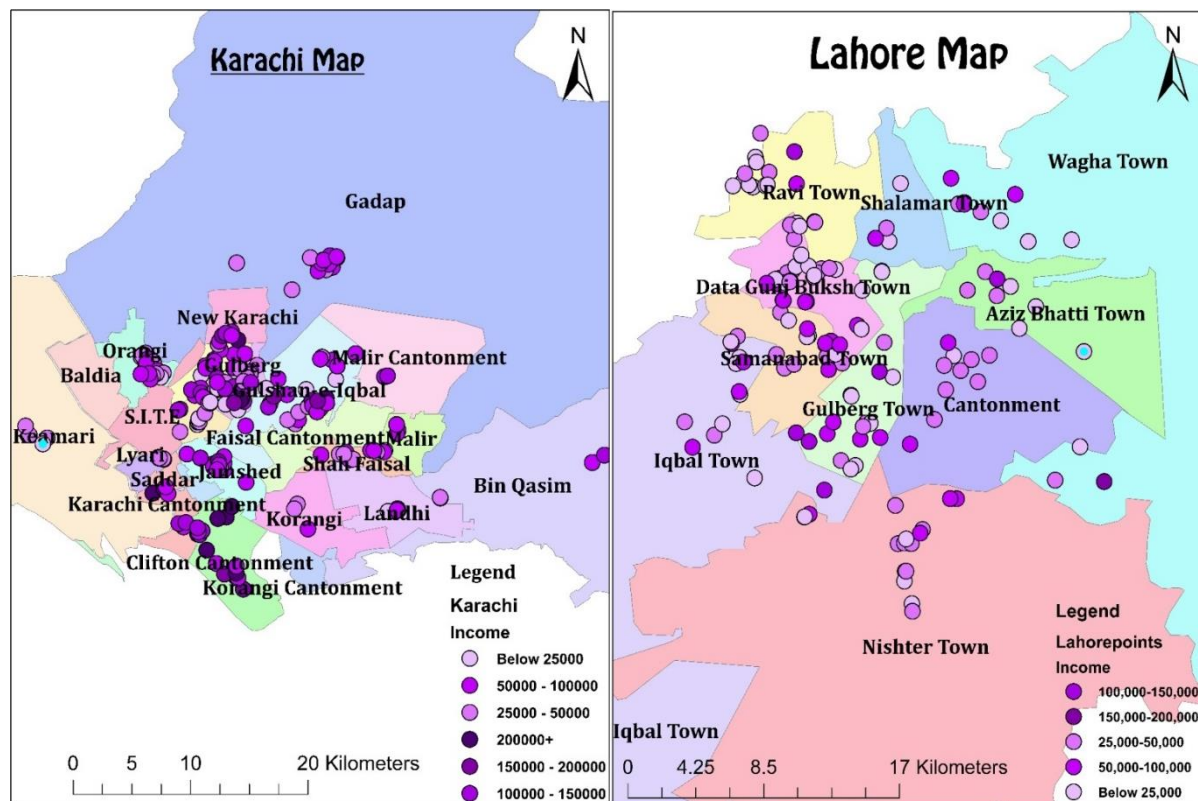 Karachi Map
N
Gadap
New Karachi
Orangi
Gulberg
Malir Cantonment
Baldia
Gulshan-e-Iqbal
S.I.T.E
Keamari
Faisal Cantonment
Malir
Lyari
Shah Faisal
Saddar
Jamshed
Bin Qasim
Karachi Cantonment
Korangi
Landhi
Clifton Cantonment
Korangi Cantonment
Legend
Karachi
Income
Below 25000
50000 - 100000
25000 - 50000
200000+
150000 - 200000
100000 - 150000
0 5 10 20 Kilometers
Lahore Map
N
Wagha Town
Ravi Town
Shalamar Town
Data Gunj Buksh Town
Aziz Bhatti Town
Samanabad Town
Gulberg Town
Cantonment
Iqbal Town
Nishter Town
Iqbal Town
Legend
Lahorepoints
Income
100,000-150,000
150,000-200,000
25,000-50,000
50,000-100,000
Below 25,000
0 4.25 8.5 17 Kilometers